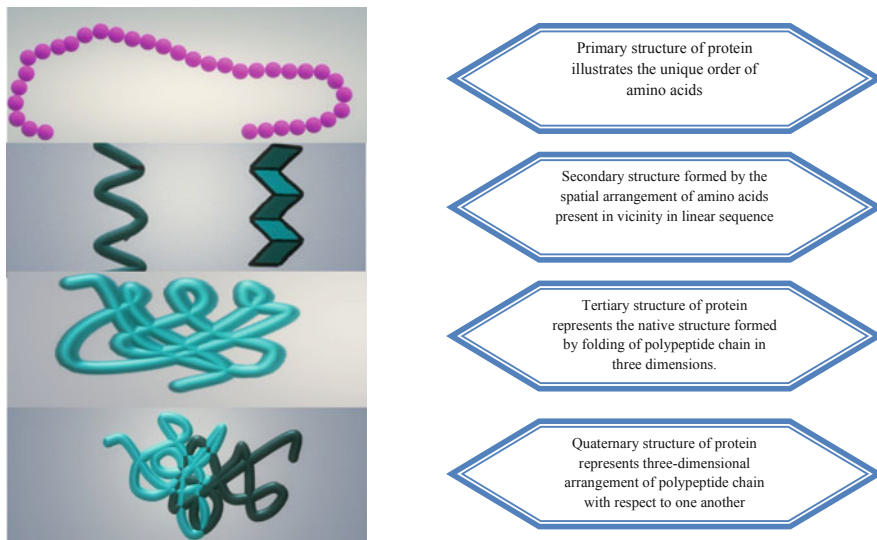 Primary structure of protein
illustrates the unique order of
amino acids
Secondary structure formed by the
spatial arrangement of amino acids
present in vicinity in linear sequence
Tertiary structure of protein
represents the native structure formed
by folding of polypeptide chain in
three dimensions.
Quaternary structure of protein
represents three-dimensional
arrangement of polypeptide chain
with respect to one another